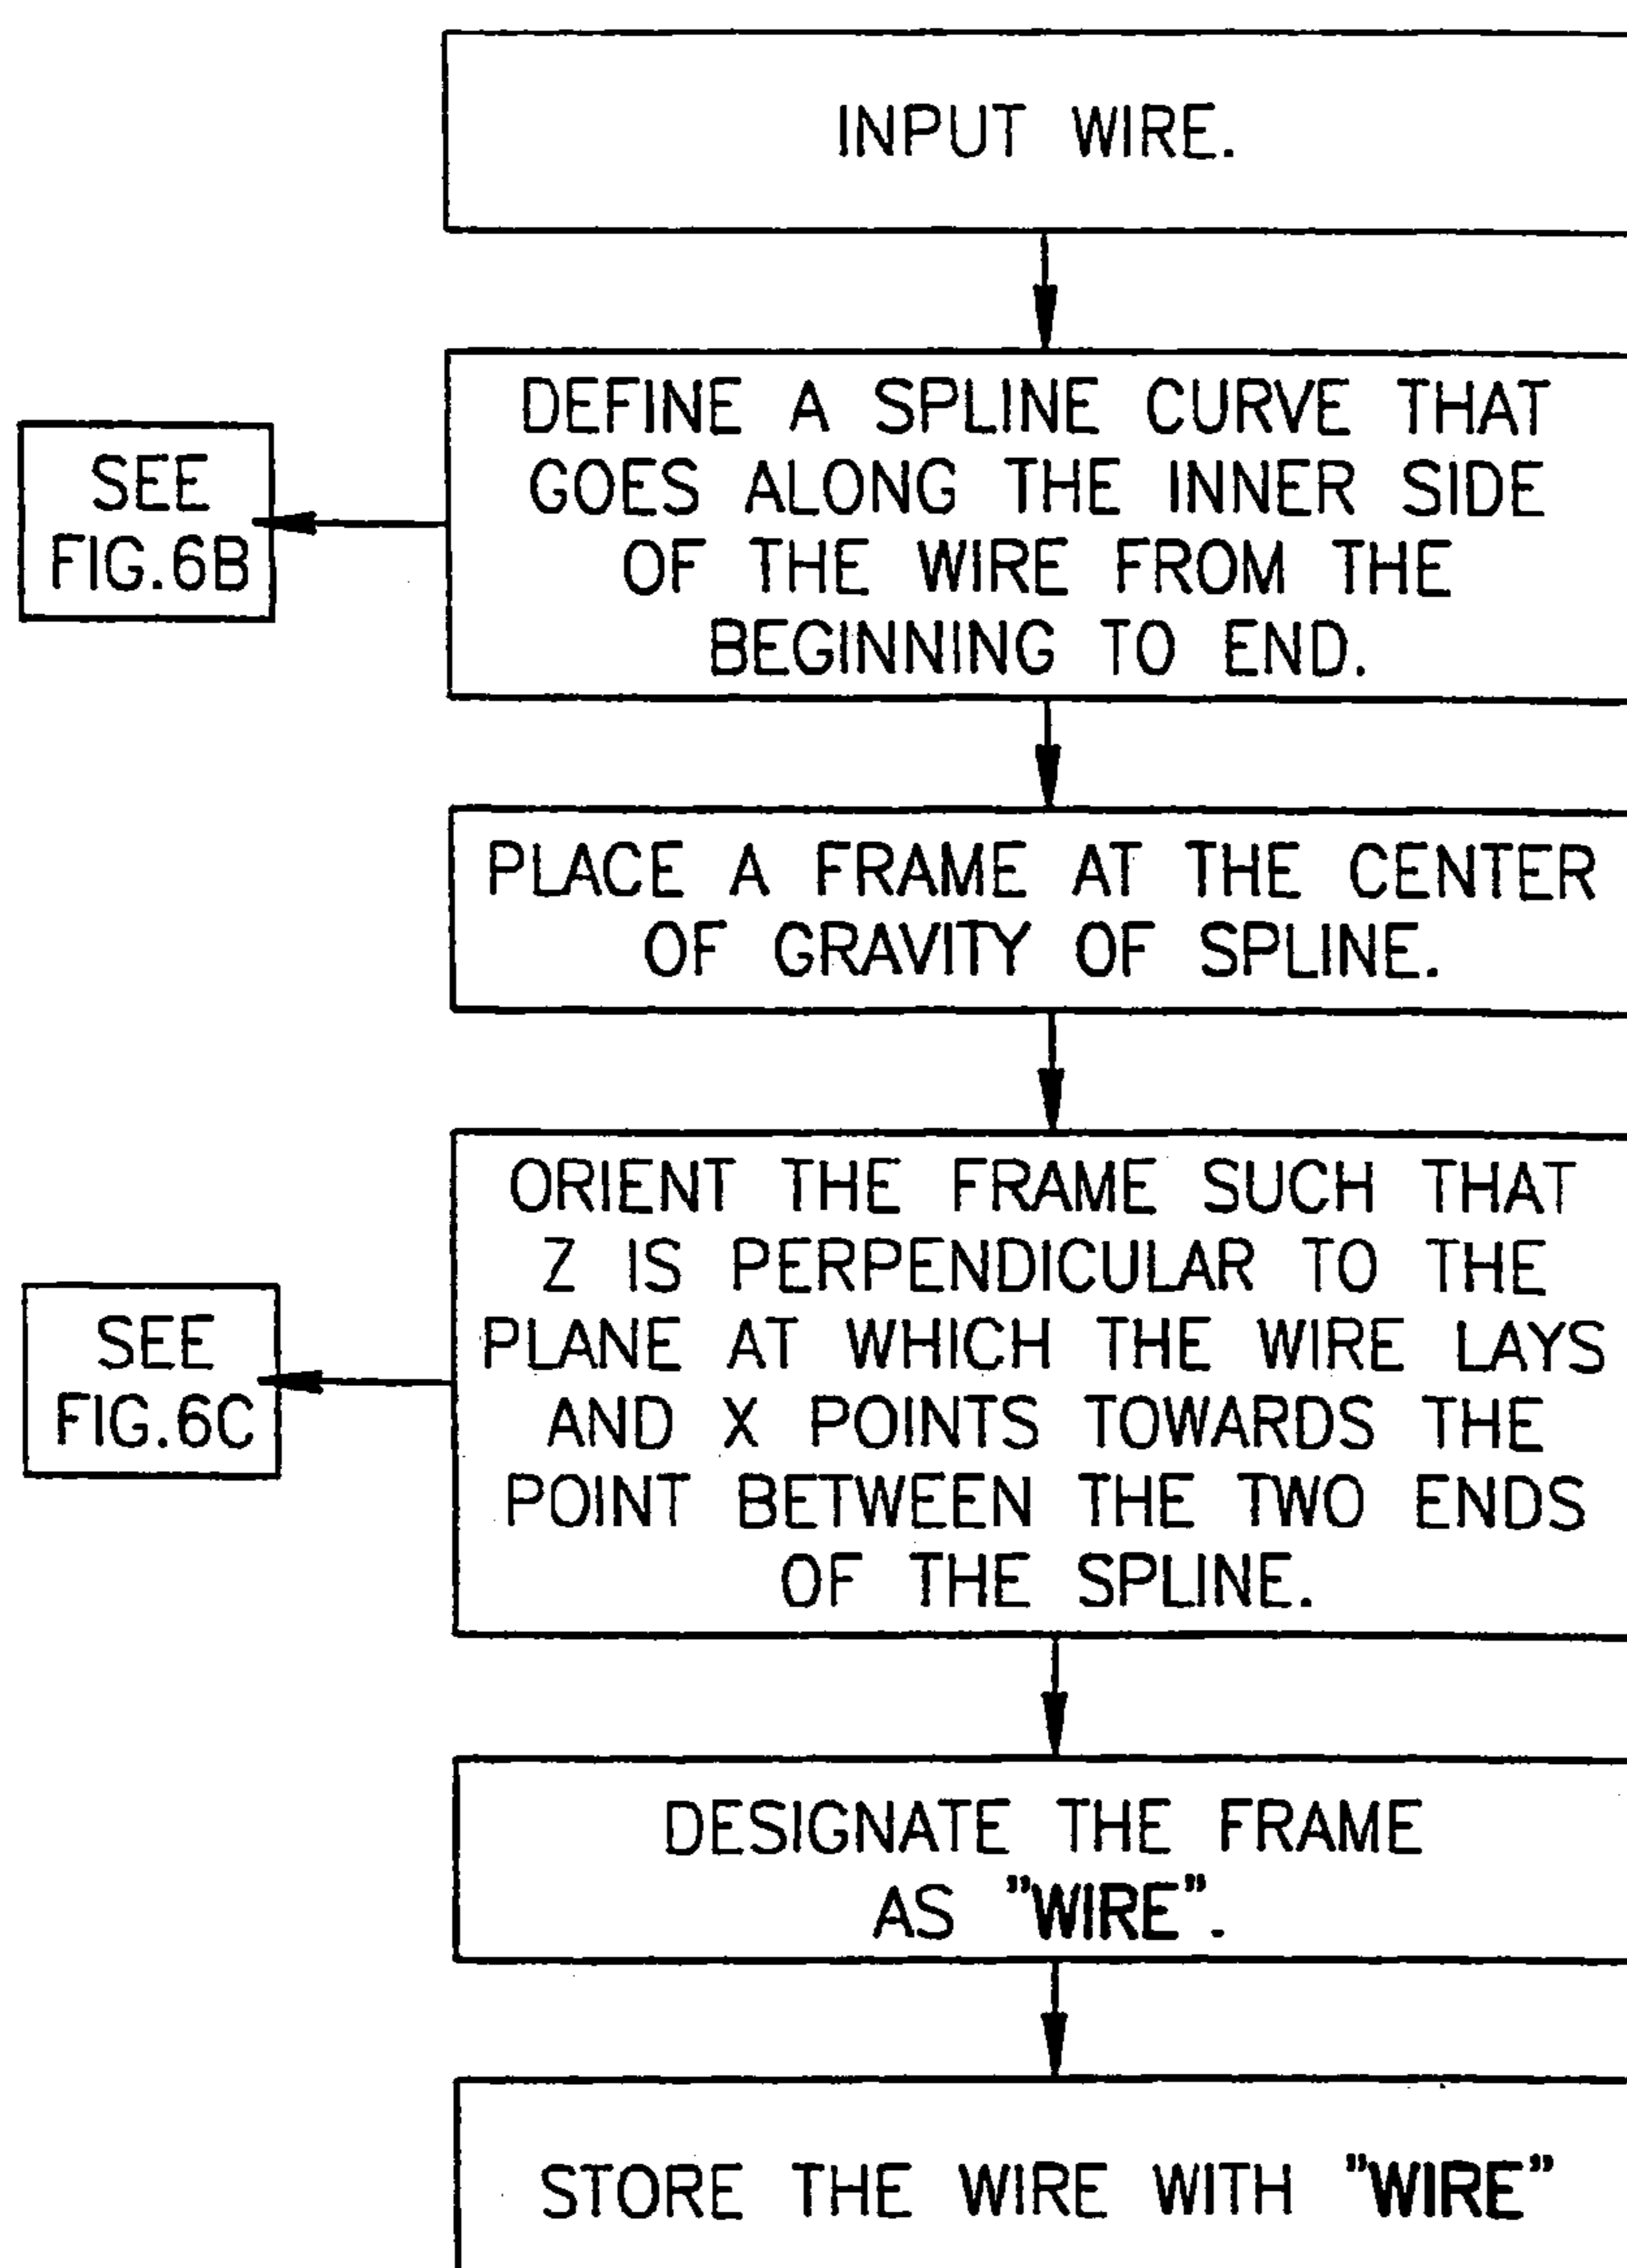 INPUT WIRE.
DEFINE A SPLINE CURVE THAT
GOES ALONG THE INNER SIDE
OF THE WIRE FROM THE
BEGINNING TO END.
SEE
FIG.6B
PLACE A FRAME AT THE CENTER
OF GRAVITY OF SPLINE.
ORIENT THE FRAME SUCH THAT
Z IS PERPENDICULAR TO THE
PLANE AT WHICH THE WIRE LAYS
AND X POINTS TOWARDS THE
POINT BETWEEN THE TWO ENDS
OF THE SPLINE.
SEE
FIG.6C
DESIGNATE THE FRAME
AS "WIRE".
STORE THE WIRE WITH "WIRE"